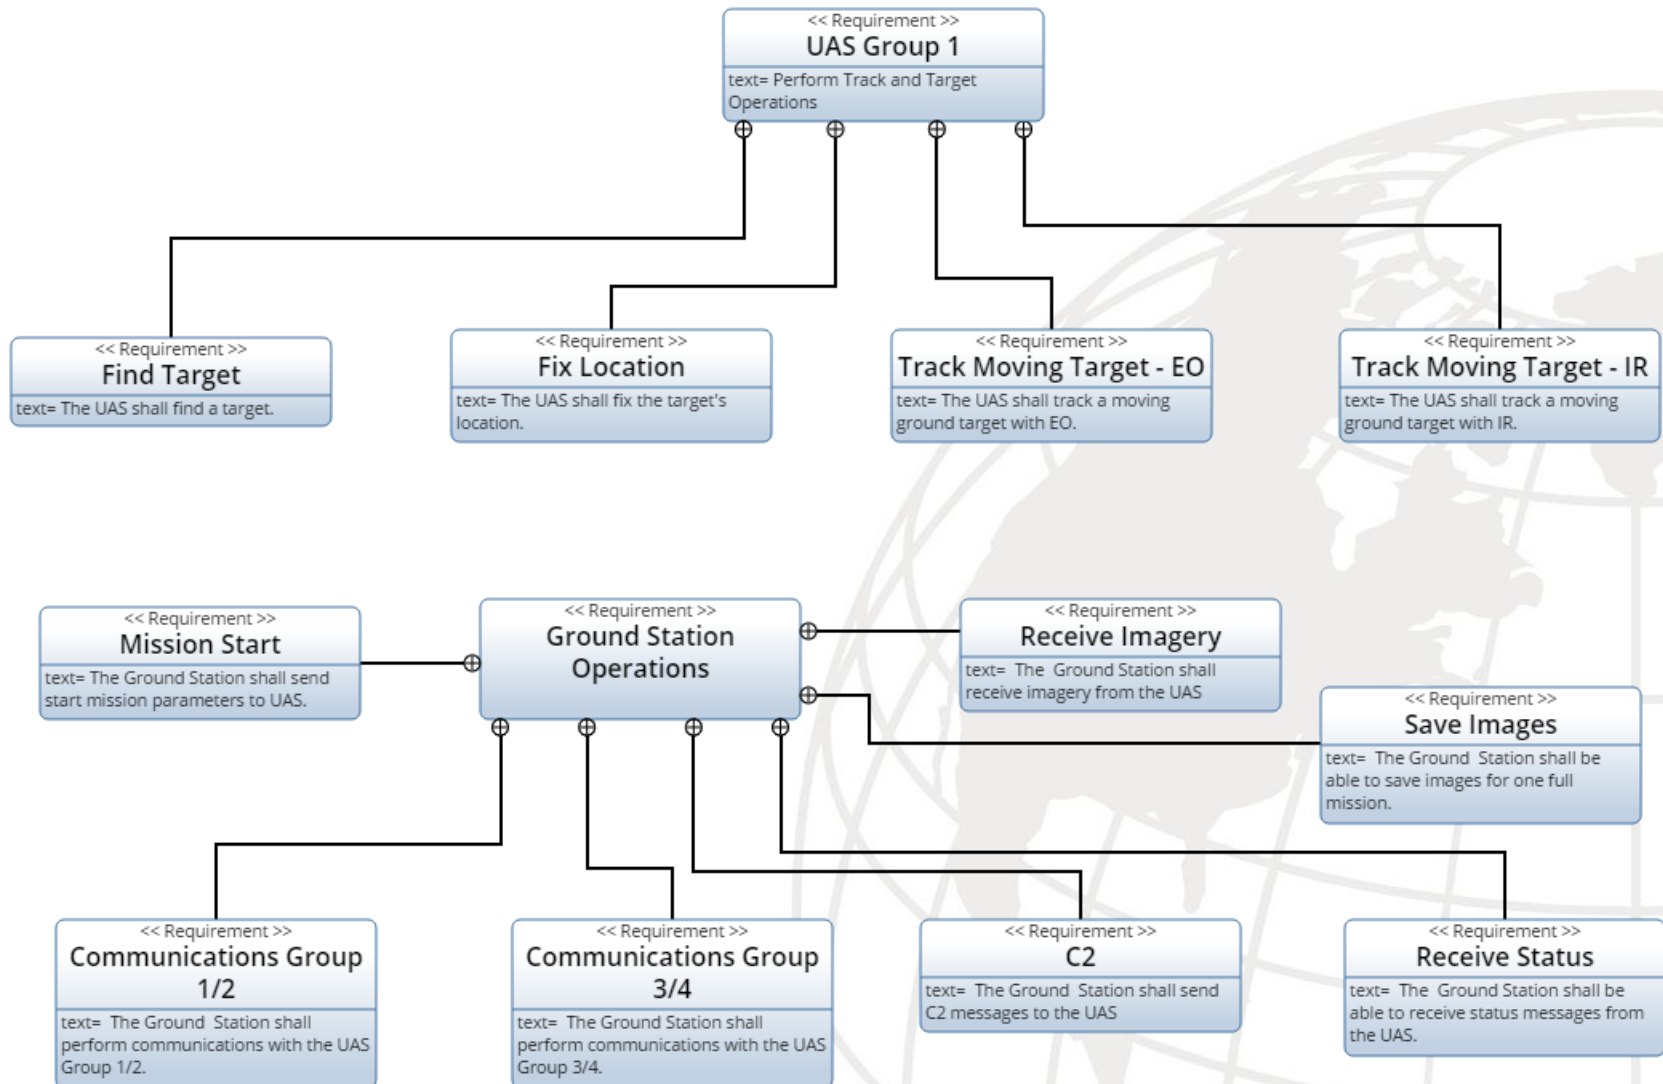 << Requirement >>
UAS Group 1
text= Perform Track and Target
Operations
<< Requirement >>
Find Target
text= The UAS shall find a target.
<< Requirement >>
Fix Location
text= The UAS shall fix the target's
location.
<< Requirement >>
Track Moving Target - EO
text= The UAS shall track a moving
ground target with EO.
<< Requirement >>
Track Moving Target - IR
text= The UAS shall track a moving
ground target with IR.
<< Requirement >>
Mission Start
text= The Ground Station shall send
start mission parameters to UAS.
<< Requirement >>
Ground Station
Operations
<< Requirement >>
Receive Imagery
text=  The  Ground Station shall
receive imagery from the UAS
<< Requirement >>
Save Images
text=  The Ground  Station shall be
able to save images for one full
mission.
<< Requirement >>
Communications Group
1/2
text=  The Ground  Station shall
perform communications with the UAS
Group 1/2.
<< Requirement >>
Communications Group
3/4
text=  The Ground Station shall
perform communications with the UAS
Group 3/4.
<< Requirement >>
C2
text=  The Ground  Station shall send
C2 messages to the UAS
<< Requirement >>
Receive Status
text=  The  Ground Station shall be
able to receive status messages from
the UAS.